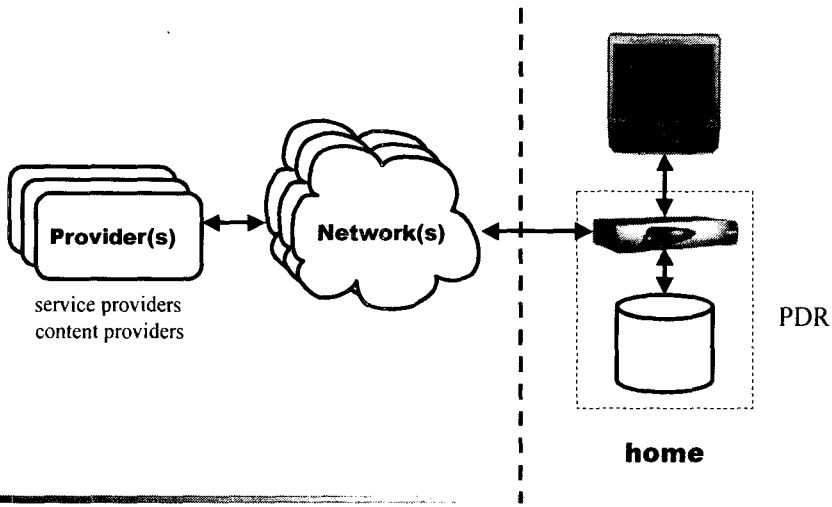 Provider(s)
Network(s)
service providers
content providers
PDR
home